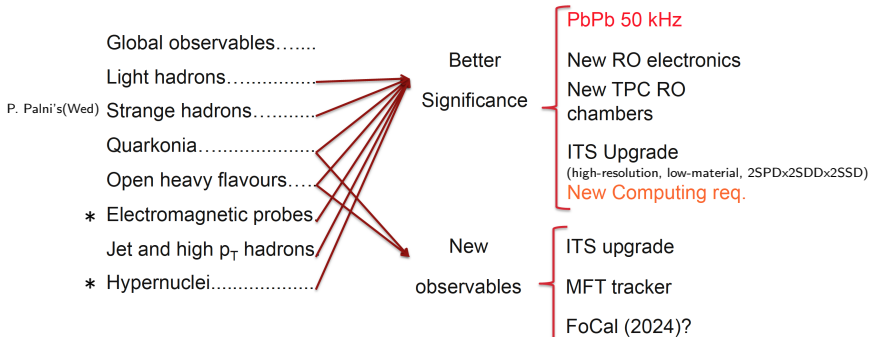 Global observables…....
Light hadrons…..............
P. Palni's(Wed) Strange hadrons…..........
Quarkonia….....................
Open heavy flavours…..
* Electromagnetic probes
Jet and high pT hadrons
* Hypernuclei...................
Better
Significance
New
observables
PbPb 50 kHz
New RO electronics
New TPC RO
chambers
ITS Upgrade
(high-resolution, low-material, 2SPDx2SDDx2SSD)
New Computing req.
ITS upgrade
MFT tracker
FoCal (2024)?